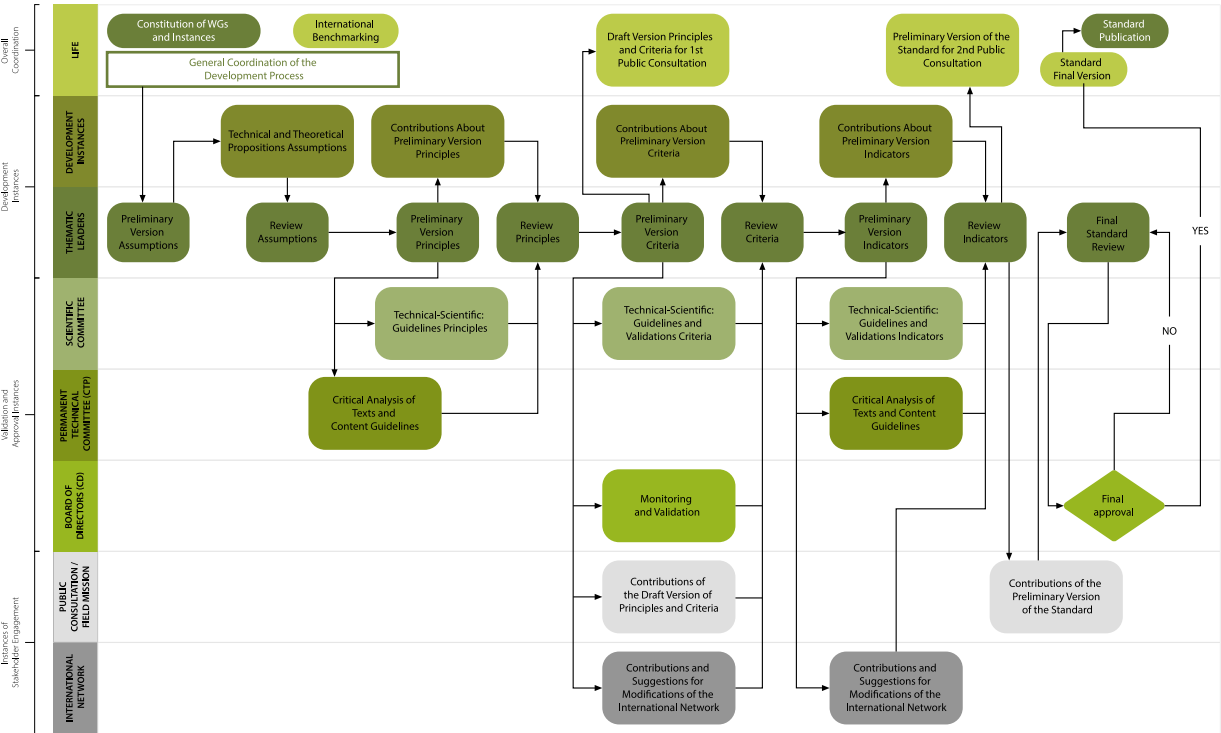 Overall
Coordination
LIFE
Constitution of WGs
and Instances
International
Benchmarking
General Coordination of the
Development Process
Draft Version Principles
and Criteria for 1st
Public Consultation
Preliminary Version of the
Standard for 2nd Public
Consultation
Standard
Publication
Standard
Final Version
Development
Instances
DEVELOPMENT
INSTANCES
Technical and Theoretical
Propositions Assumptions
Contributions About
Preliminary Version
Principles
Contributions About
Preliminary Version
Criteria
Contributions About
Preliminary Version
Indicators
THEMATIC
LEADERS
Preliminary
Version
Assumptions
Review
Assumptions
Preliminary
Version
Principles
Review
Principles
Preliminary
Version
Criteria
Review
Criteria
Preliminary
Version
Indicators
Review
Indicators
Final
Standard
Review
YES
NO
Validation and
Approval Instances
SCIENTIFIC
COMMITTEE
Technical-Scientific:
Guidelines Principles
Technical-Scientific:
Guidelines and
Validations Criteria
Technical-Scientific:
Guidelines and
Validations Indicators
PERMANENT
TECHNICAL
COMMITTEE (CTP)
Critical Analysis of
Texts and
Content Guidelines
Critical Analysis of
Texts and Content
Guidelines
BOARD OF
DIRECTORS (CD)
Monitoring
and Validation
Final
approval
Instances of
Stakeholder Engagement
PUBLIC
CONSULTATION /
FIELD MISSION
Contributions of
the Draft Version of
Principles and Criteria
Contributions of the
Preliminary Version
of the Standard
INTERNATIONAL
NETWORK
Contributions and
Suggestions for
Modifications of the
International Network
Contributions and
Suggestions for
Modifications of the
International Network